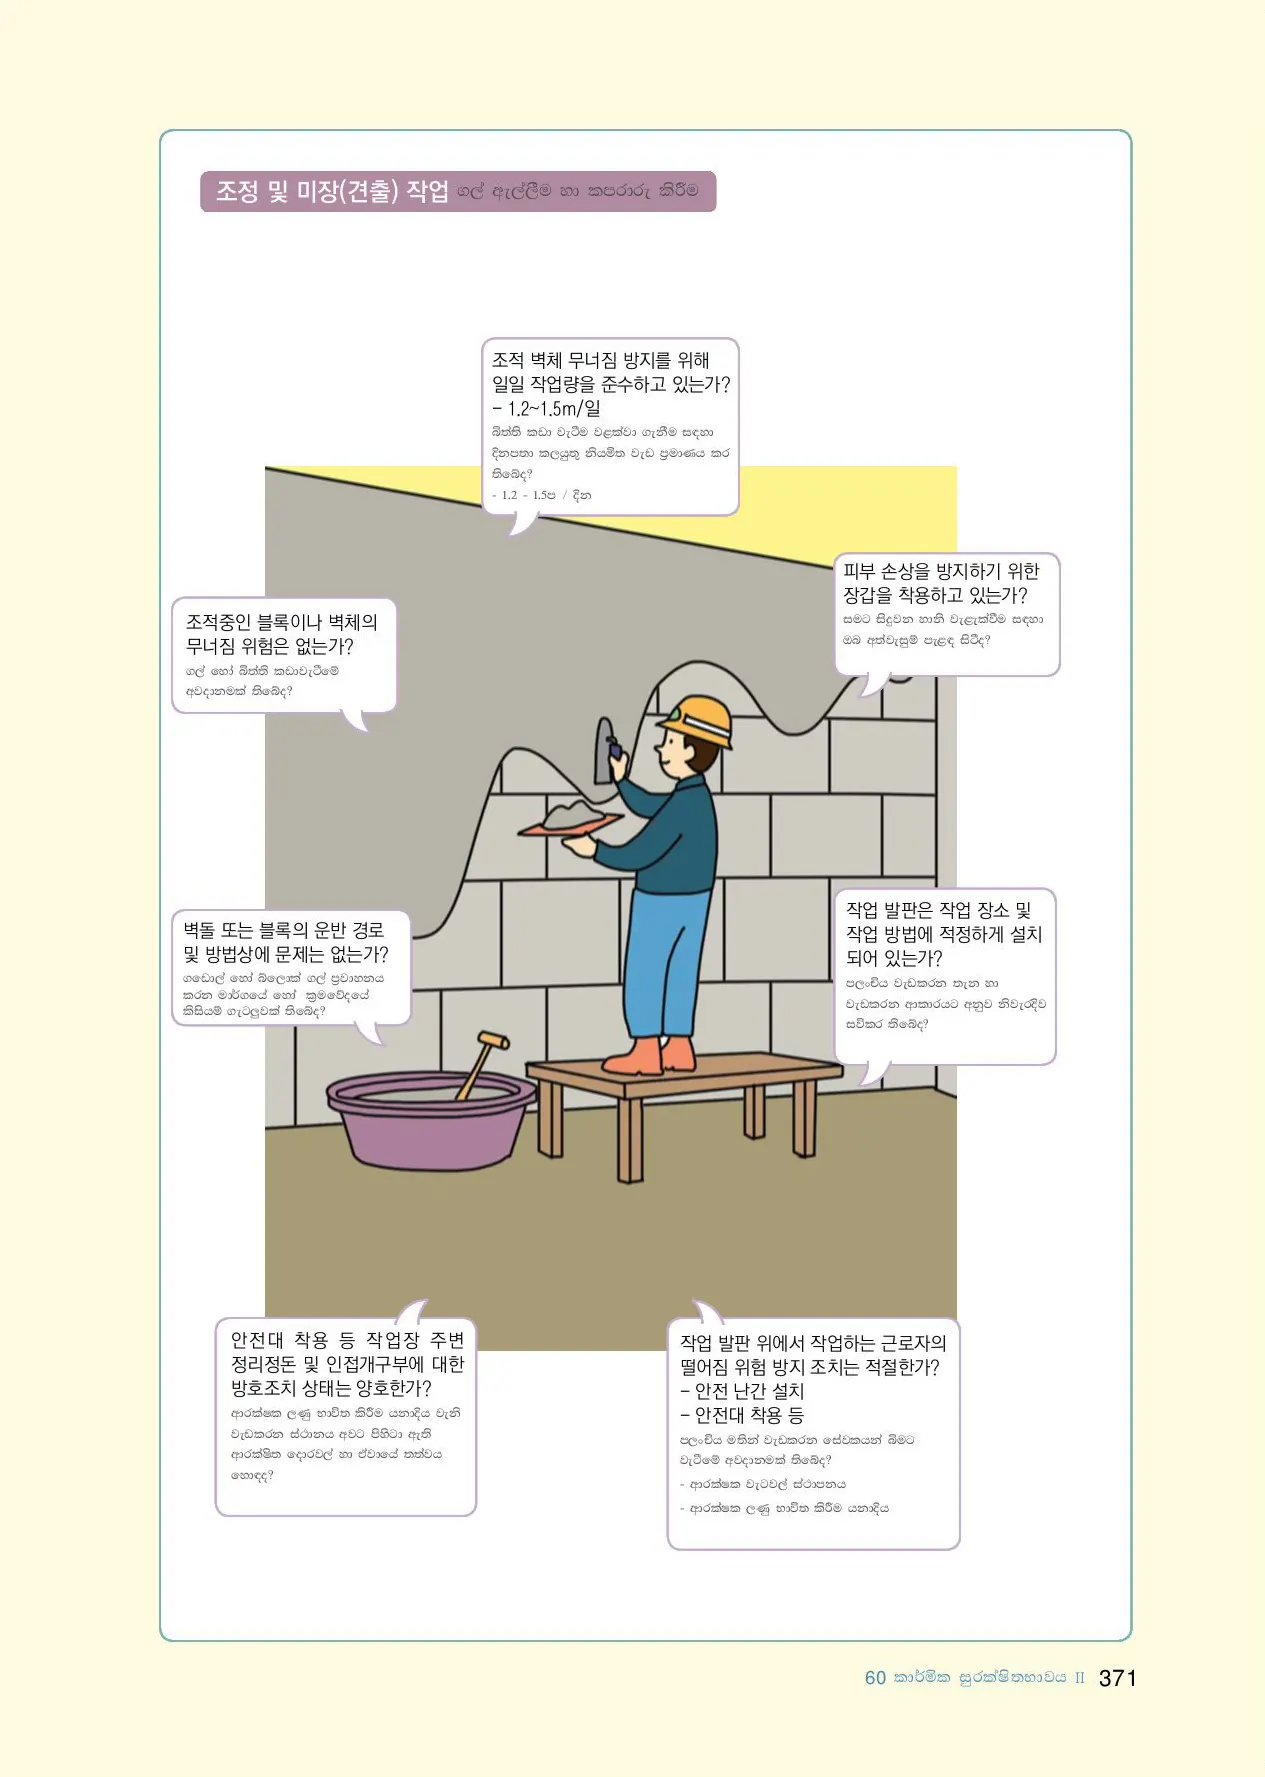 조정 및 미장(견출) 작업 ගල් ඇල්ලීම හා කපරාරු කිරීම
조적 벽체 무너짐 방지를 위해
일일 작업량을 준수하고 있는가?
- 1.2~1.5m/일
බිත්ති කඩා වැටීම වළක්වා ගැනීම සඳහා
දිනපතා කලයුතු නියමිත වැඩ ප්‍රමාණය කර
තිබේද?
- 1.2 - 1.5ප / දින
피부 손상을 방지하기 위한
장갑을 착용하고 있는가?
සමට සිදුවන හානි වැළැක්වීම සඳහා
ඔබ අත්වැසුම් පැළඳ සිටීද?
조적중인 블록이나 벽체의
무너짐 위험은 없는가?
ගල් හෝ බිත්ති කඩාවැටීමේ
අවදානමක් තිබේද?
벽돌 또는 블록의 운반 경로
및 방법상에 문제는 없는가?
ගඩොල් හෝ බ්ලොක් ගල් ප්‍රවාහනය
කරන මාර්ගයේ හෝ ක්‍රමවේදයේ
කිසියම් ගැටලුවක් තිබේද?
작업 발판은 작업 장소 및
작업 방법에 적정하게 설치
되어 있는가?
පලංචිය වැඩකරන තැන හා
වැඩකරන ආකාරයට අනුව නිවැරදිව
සවිකර තිබේද?
안전대 착용 등 작업장 주변
정리정돈 및 인접개구부에 대한
방호조치 상태는 양호한가?
ආරක්ෂක ලණු භාවිත කිරීම යනාදිය වැනි
වැඩකරන ස්ථානය අවට පිහිටා ඇති
ආරක්ෂිත දොරවල් හා ඒවායේ තත්වය
හොඳද?
작업 발판 위에서 작업하는 근로자의
떨어짐 위험 방지 조치는 적절한가?
- 안전 난간 설치
- 안전대 착용 등
පලංචිය මතින් වැඩකරන සේවකයන් බිමට
වැටීමේ අවදානමක් තිබේද?
- ආරක්ෂක වැටවල් ස්ථාපනය
- ආරක්ෂක ලණු භාවිත කිරීම යනාදිය
60 කාර්මික සුරක්ෂිතභාවය II 371